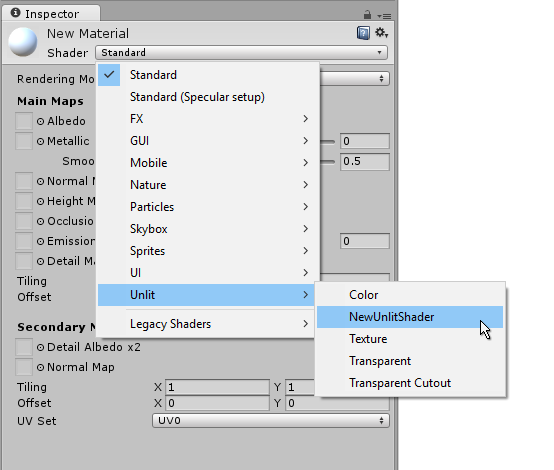 Inspector
New Material
Shader Standard
Rendering Mo
Standard
Standard (Specular setup)
FX
GUI
Mobile
Nature
Particles
Skybox
Sprites
UI
Unlit
Legacy Shaders
Color
NewUnlitShader
Texture
Transparent
Transparent Cutout
Main Maps
Albedo
Metallic 0
Smoo 0.5
Normal M
Height M
Occlusio
Emission 0
Detail Ma
Tiling
Offset
Secondary M
Detail Albedo x2
Normal Map
Tiling X 1 Y 1
Offset X 0 Y 0
UV Set UV0